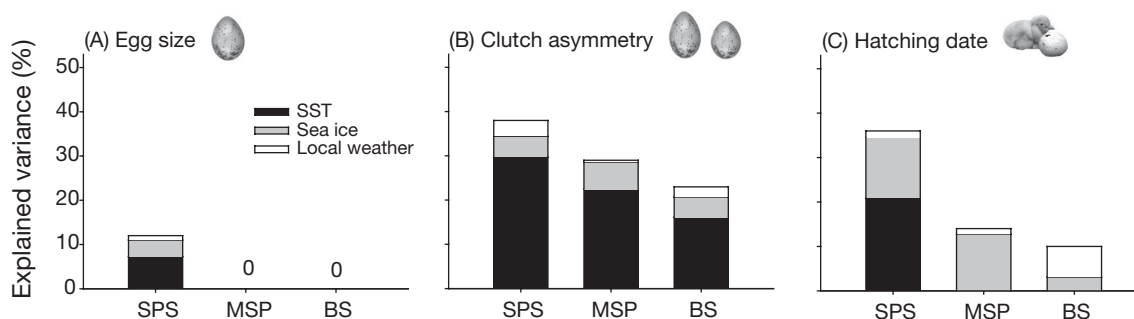 (A) Egg size
(B) Clutch asymmetry
(C) Hatching date
Explained variance (%)
50
40
30
20
10
0
SST
Sea ice
Local weather
0
0
SPS
MSP
BS
SPS
MSP
BS
SPS
MSP
BS